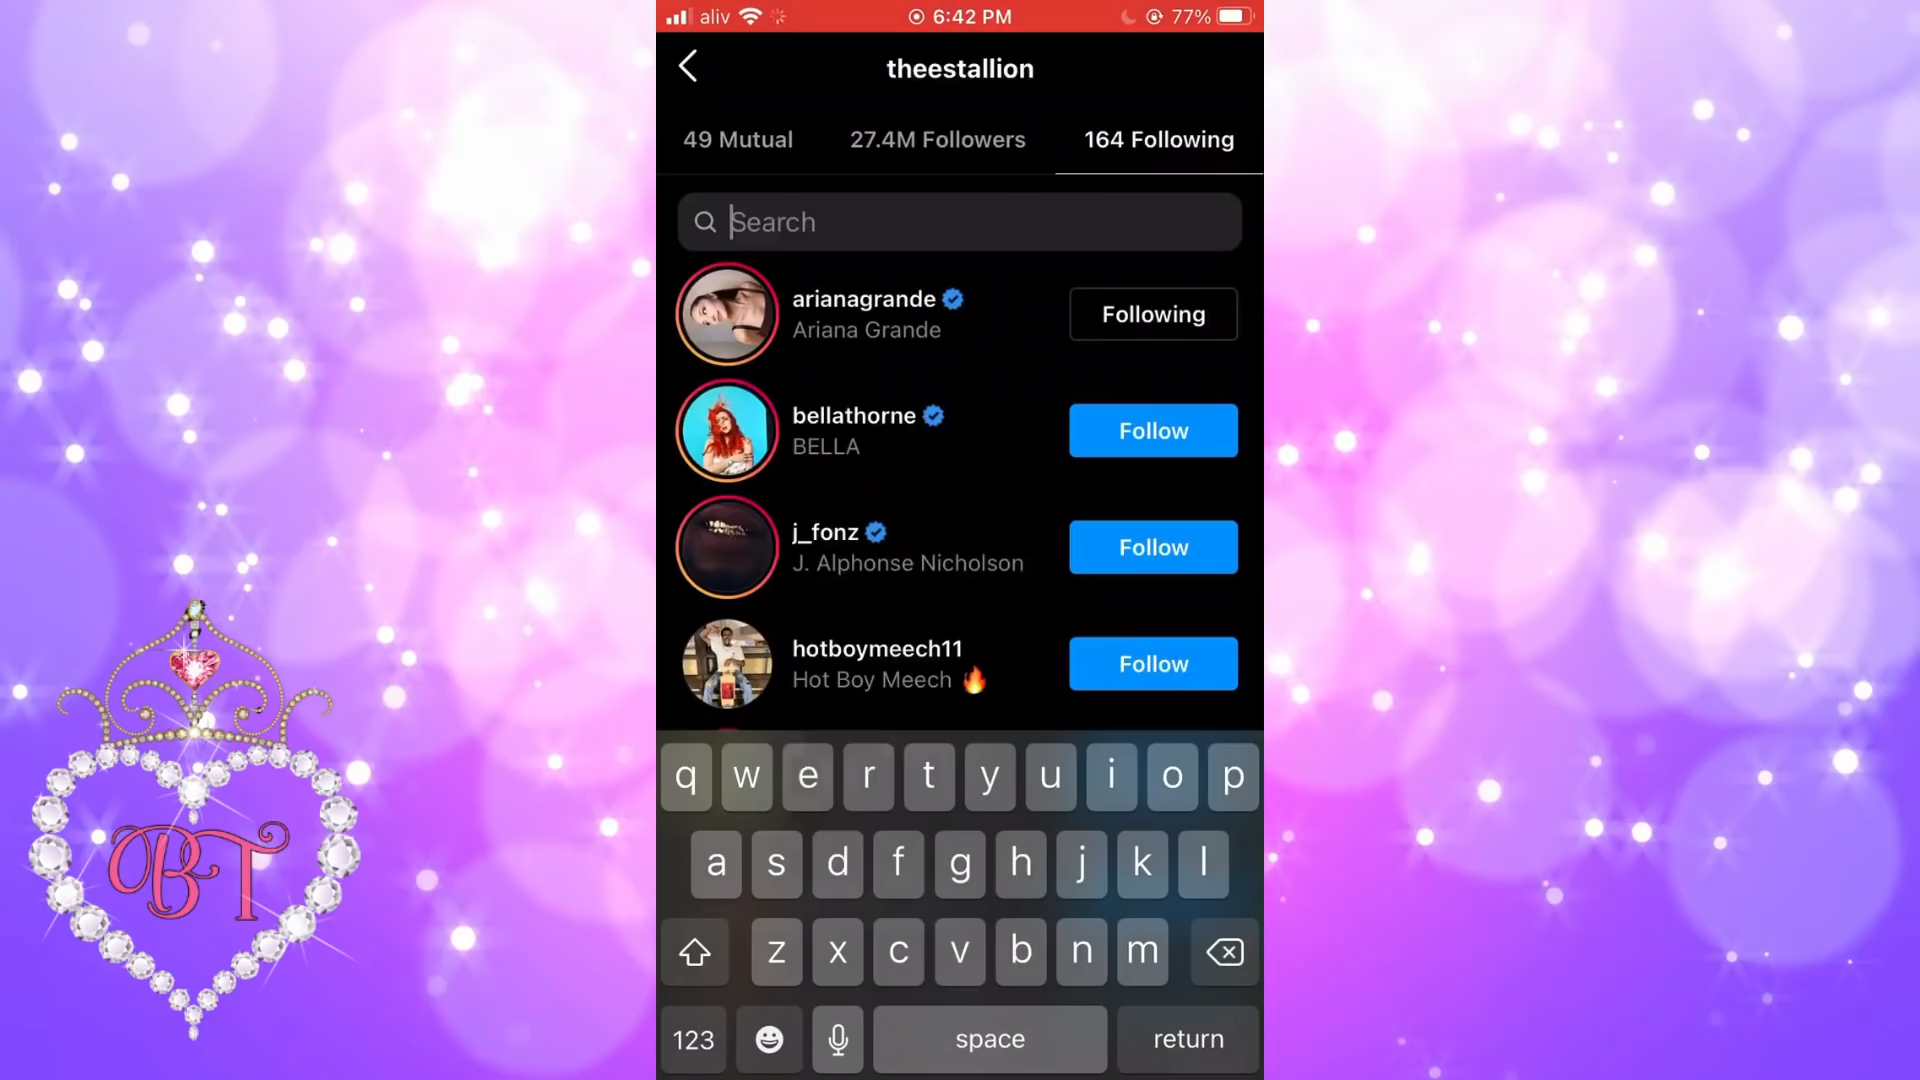 aliv 6:42 PM 77%
theestallion
49 Mutual 27.4M Followers 164 Following
Search
arianagrande
Ariana Grande
Following
bellathorne
BELLA
Follow
j_fonz
J. Alphonse Nicholson
Follow
hotboymeech11
Hot Boy Meech 🔥
Follow
q w e r t y u i o p
a s d f g h j k l
z x c v b n m
123 space return
BT